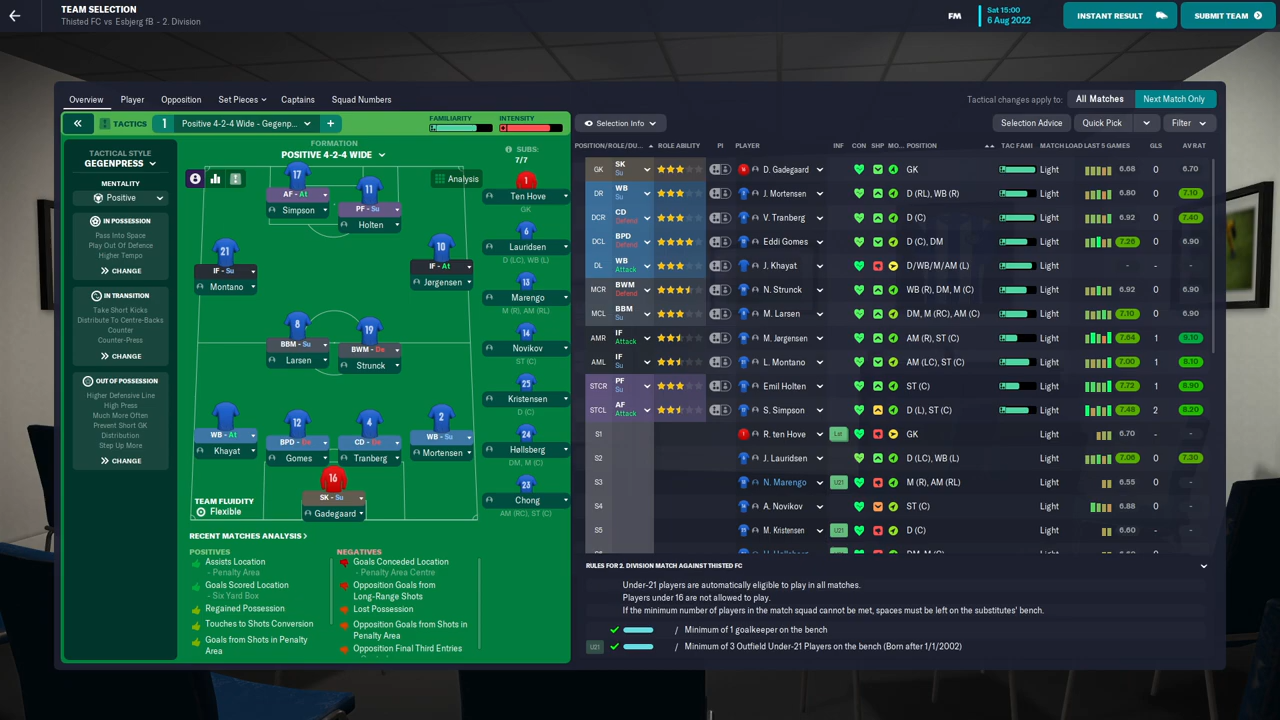 TEAM SELECTION
Thisted FC vs Esbjerg fB - 2. Division
FM
Sat 15:00
6 Aug 2022
INSTANT RESULT
SUBMIT TEAM
Overview
Player
Opposition
Set Pieces
Captains
Squad Numbers
Tactical changes apply to:
All Matches
Next Match Only
TACTICS
1
Positive 4-2-4 Wide - Gegenp...
FAMILIARITY
INTENSITY
Selection Info
Selection Advice
Quick Pick
Filter
TACTICAL STYLE
GEGENPRESS
MENTALITY
Positive
IN POSSESSION
Pass Into Space
Play Out Of Defence
Higher Tempo
CHANGE
IN TRANSITION
Take Short Kicks
Distribute To Centre-Backs
Counter
Counter-Press
CHANGE
OUT OF POSSESSION
Higher Defensive Line
High Press
Much More Often
Prevent Short GK
Distribution
Step Up More
CHANGE
FORMATION
POSITIVE 4-2-4 WIDE
Analysis
17
AF - At
Simpson
11
PF - Su
Holten
21
IF - Su
Montano
10
IF - At
Jørgensen
8
BBM - Su
Larsen
19
BWM - De
Strunck
WB - At
Khayat
12
BPD - De
Gomes
4
CD - De
Tranberg
2
WB - Su
Mortensen
16
SK - Su
Gadegaard
TEAM FLUIDITY
Flexible
SUBS:
7/7
1
Ten Hove
GK
6
Lauridsen
D (LC), WB (L)
13
Marengo
M (R), AM (RL)
14
Novikov
ST (C)
25
Kristensen
D (C)
24
Høllsberg
DM, M (C)
23
Chong
AM (RC), ST (C)
RECENT MATCHES ANALYSIS
POSITIVES
Assists Location
- Penalty Area
Goals Scored Location
- Six Yard Box
Regained Possession
Touches to Shots Conversion
Goals from Shots in Penalty
Area
NEGATIVES
Goals Conceded Location
- Penalty Area Centre
Opposition Goals from
Long-Range Shots
Lost Possession
Opposition Goals from Shots in
Penalty Area
Opposition Final Third Entries
POSITION/ROLE/DU... ROLE ABILITY PI PLAYER INF CON SHP MO... POSITION TAC FAMI MATCH LOAD LAST 5 GAMES GLS AV RAT
GK SK Su D. Gadegaard GK Light 6.68 0 6.70
DR WB Su J. Mortensen D (RL), WB (R) Light 6.80 0 7.10
DCR CD Defend V. Tranberg D (C) Light 6.92 0 7.40
DCL BPD Defend Eddi Gomes D (C), DM Light 7.26 0 6.90
DL WB Attack J. Khayat D/WB/M/AM (L) Light - - -
MCR BWM Defend N. Strunck WB (R), DM, M (C) Light 6.92 0 6.90
MCL BBM Su M. Larsen DM, M (RC), AM (C) Light 7.10 0 6.90
AMR IF Attack M. Jørgensen AM (R), ST (C) Light 7.64 1 9.10
AML IF Su L. Montano AM (LC), ST (C) Light 7.00 1 8.10
STCR PF Su Emil Holten ST (C) Light 7.72 1 8.90
STCL AF Attack S. Simpson D (L), ST (C) Light 7.48 2 8.20
S1 R. ten Hove GK Light 6.70 0 -
S2 J. Lauridsen D (LC), WB (L) Light 7.06 0 7.30
S3 N. Marengo U21 M (R), AM (RL) Light 6.55 0 -
S4 A. Novikov ST (C) Light 6.88 0 -
S5 M. Kristensen U21 D (C) Light 6.60 - -
RULES FOR 2. DIVISION MATCH AGAINST THISTED FC
Under-21 players are automatically eligible to play in all matches.
Players under 16 are not allowed to play.
If the minimum number of players in the match squad cannot be met, spaces must be left on the substitutes' bench.
/ Minimum of 1 goalkeeper on the bench
U21 / Minimum of 3 Outfield Under-21 Players on the bench (Born after 1/1/2002)